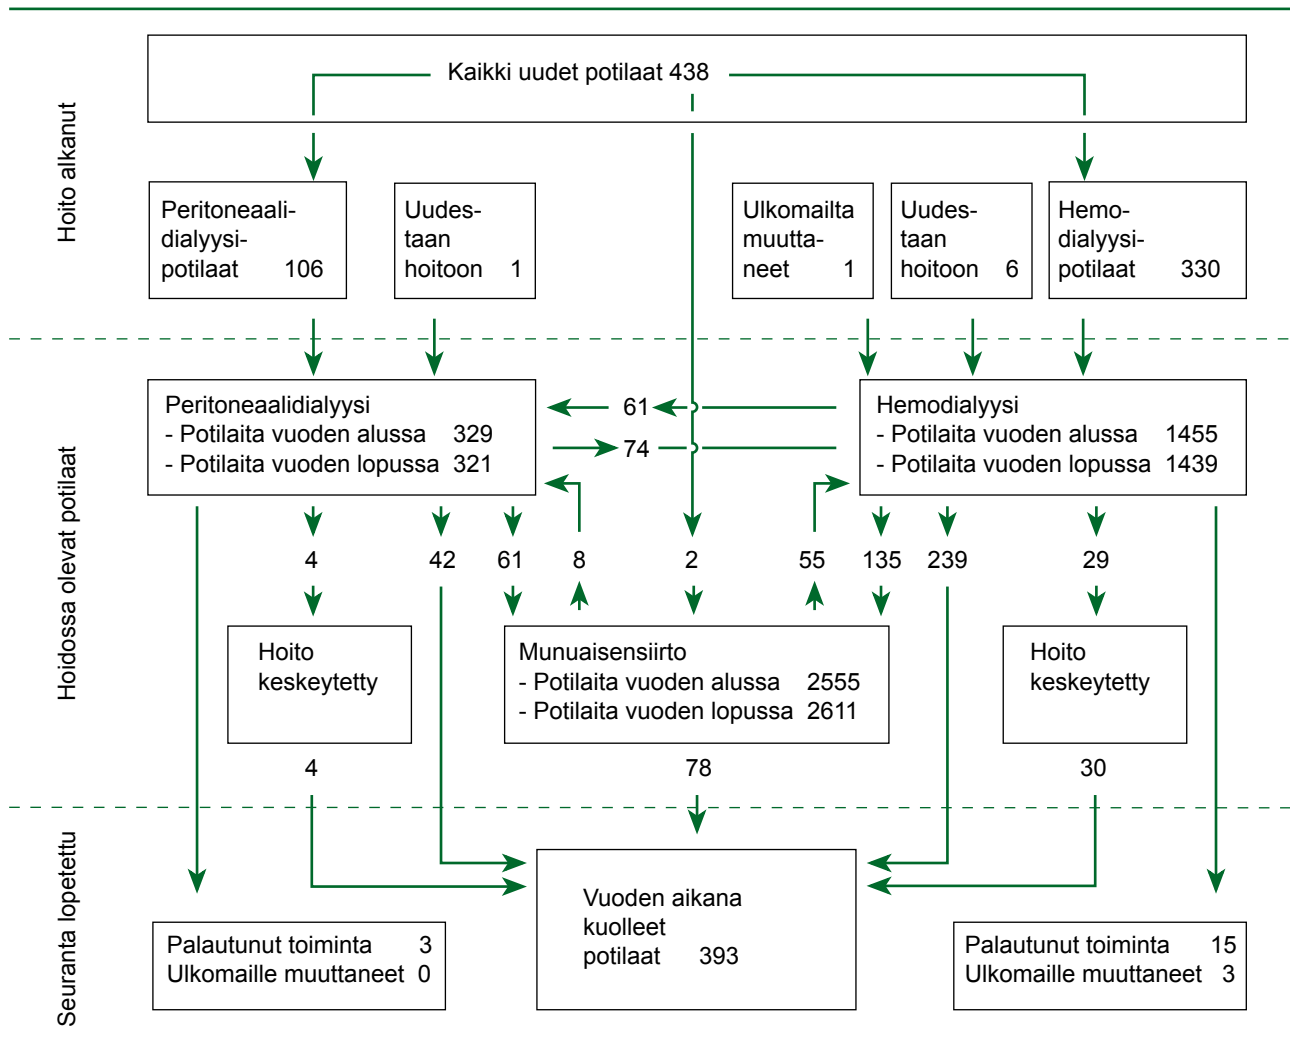 Hoito alkanut
Kaikki uudet potilaat 438
Peritoneaali-
dialyysi-
potilaat 106
Uudes-
taan
hoitoon 1
Ulkomailta
muutta-
neet 1
Uudes-
taan
hoitoon 6
Hemo-
dialyysi-
potilaat 330
Hoidossa olevat potilaat
Peritoneaalidialyysi
- Potilaita vuoden alussa 329
- Potilaita vuoden lopussa 321
61
74
Hemodialyysi
- Potilaita vuoden alussa 1455
- Potilaita vuoden lopussa 1439
4 42 61 8 2 55 135 239 29
Hoito
keskeytetty
Munuaisensiirto
- Potilaita vuoden alussa 2555
- Potilaita vuoden lopussa 2611
Hoito
keskeytetty
4 78 30
Seuranta lopetettu
Palautunut toiminta 3
Ulkomaille muuttaneet 0
Vuoden aikana
kuolleet
potilaat 393
Palautunut toiminta 15
Ulkomaille muuttaneet 3